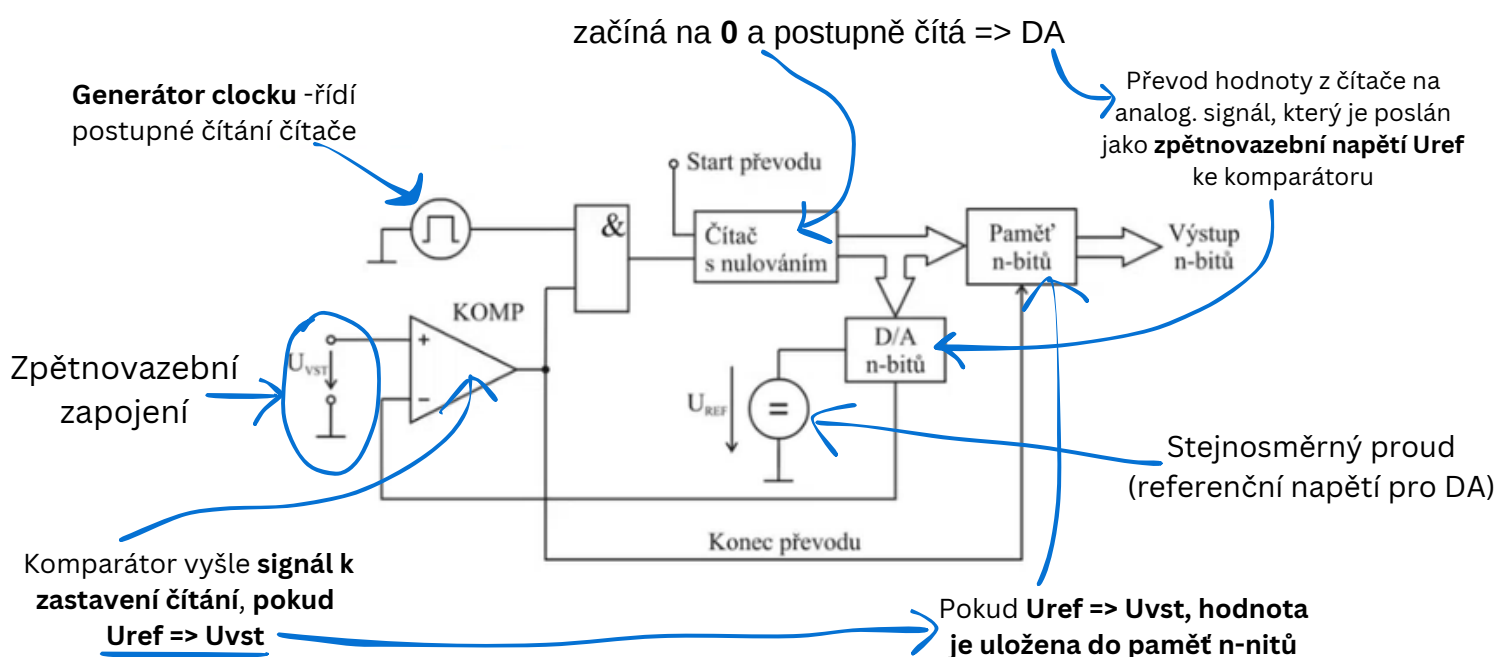 začíná na 0 a postupně čítá => DA
Generátor clocku -řídí
postupné čítání čítače
Převod hodnoty z čítače na
analog. signál, který je poslán
jako zpětnovazební napětí Uref
ke komparátoru
Start převodu
&
Čítač
s nulováním
Paměť
n-bitů
Výstup
n-bitů
KOMP
+
−
U_VST
Zpětnovazební
zapojení
D/A
n-bitů
U_REF
=
Stejnosměrný proud
(referenční napětí pro DA)
Konec převodu
Komparátor vyšle signál k
zastavení čítání, pokud
Uref => Uvst
Pokud Uref => Uvst, hodnota
je uložena do paměť n-nitů